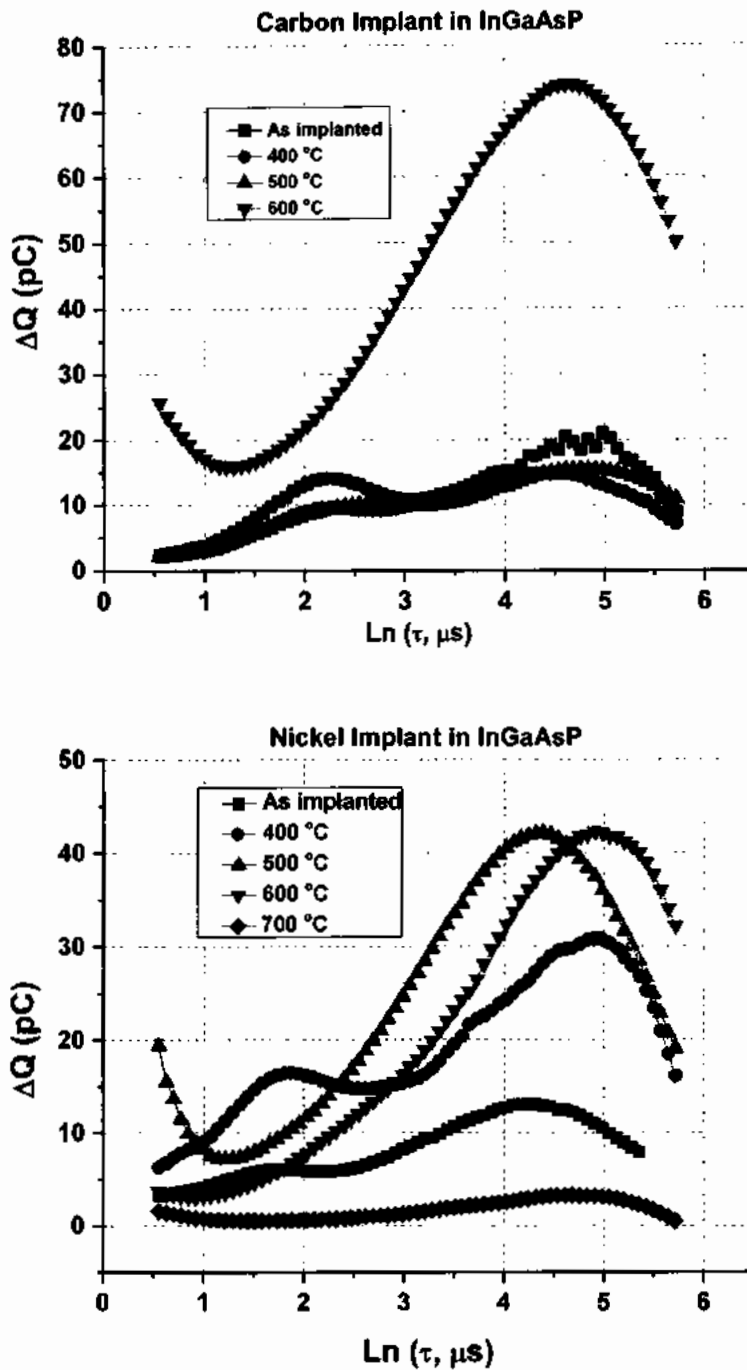 Carbon Implant in InGaAsP
80
70
60
50
40
30
20
10
0
ΔQ (pC)
As implanted
400 °C
500 °C
600 °C
0 1 2 3 4 5 6
Ln (τ, μs)
Nickel Implant in InGaAsP
50
40
30
20
10
0
ΔQ (pC)
As implanted
400 °C
500 °C
600 °C
700 °C
0 1 2 3 4 5 6
Ln (τ, μs)